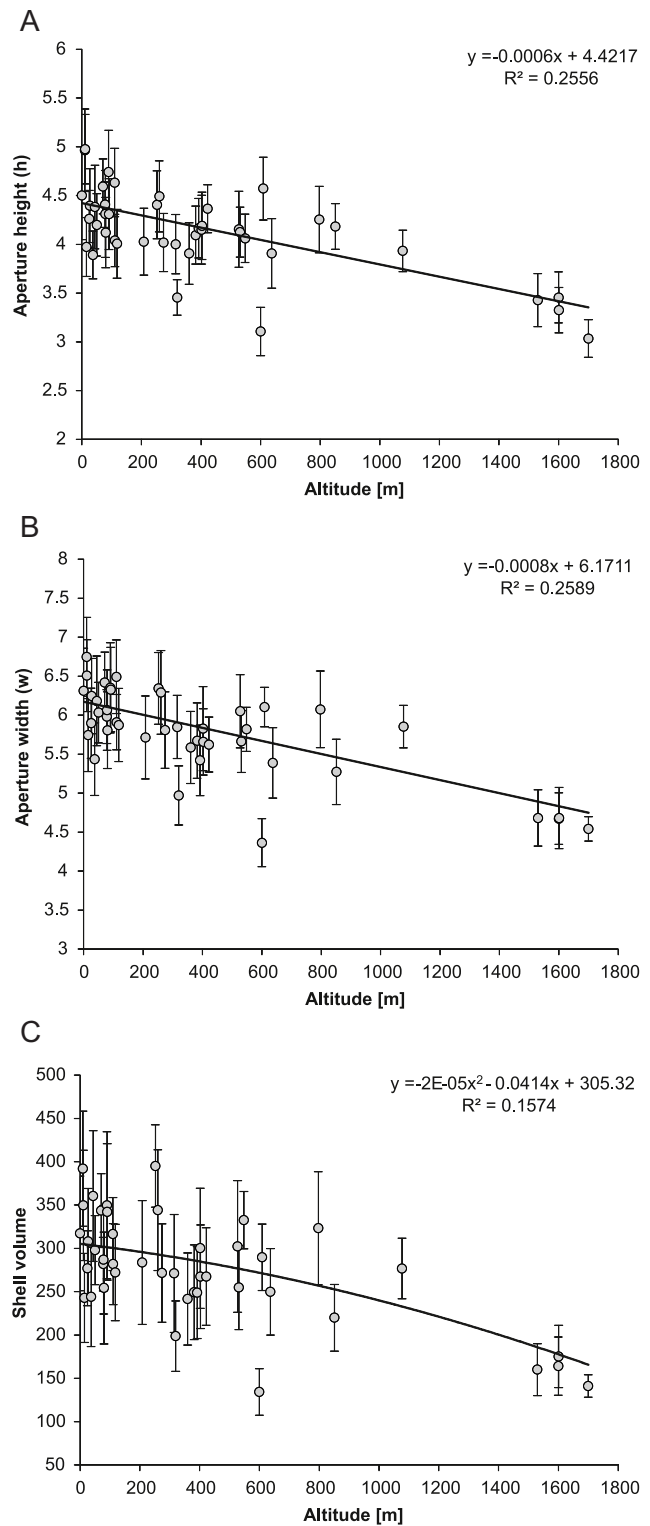 A
y =-0.0006x + 4.4217
R² = 0.2556
Aperture height (h)
6
5.5
5
4.5
4
3.5
3
2.5
2
0 200 400 600 800 1000 1200 1400 1600 1800
Altitude [m]
B
y =-0.0008x + 6.1711
R² = 0.2589
Aperture width (w)
8
7.5
7
6.5
6
5.5
5
4.5
4
3.5
3
0 200 400 600 800 1000 1200 1400 1600 1800
Altitude [m]
C
y =-2E-05x² - 0.0414x + 305.32
R² = 0.1574
Shell volume
500
450
400
350
300
250
200
150
100
50
0 200 400 600 800 1000 1200 1400 1600 1800
Altitude [m]